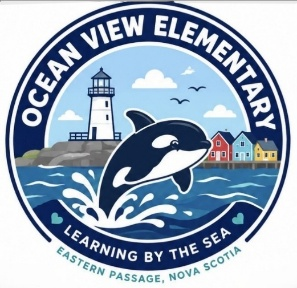 OCEAN VIEW ELEMENTARY
LEARNING BY THE SEA
EASTERN PASSAGE, NOVA SCOTIA